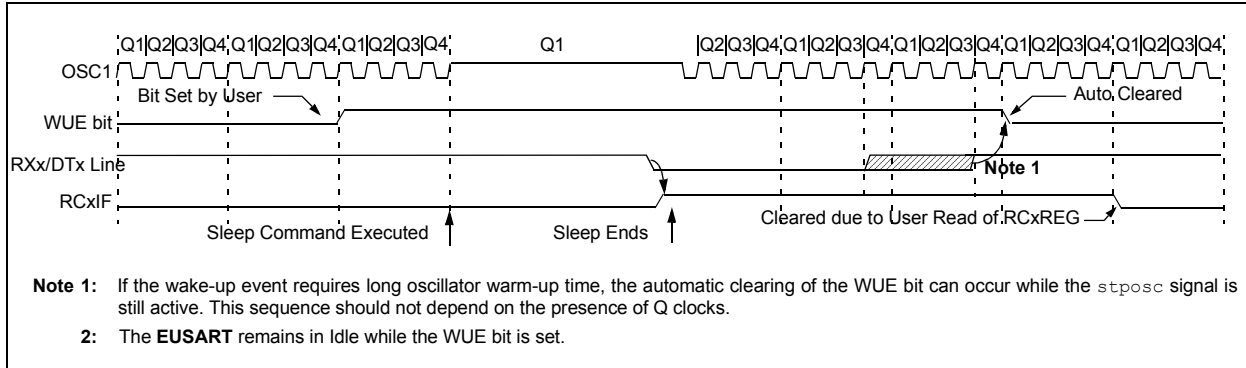 Q1 Q2 Q3 Q4 Q1 Q2 Q3 Q4 Q1 Q2 Q3 Q4 Q1 Q2 Q3 Q4 Q1 Q2 Q3 Q4 Q1 Q2 Q3 Q4 Q1 Q2 Q3 Q4 Q1 Q2 Q3 Q4
OSC1
Bit Set by User
Auto Cleared
WUE bit
RXx/DTx Line
Note 1
RCxIF
Cleared due to User Read of RCxREG
Sleep Command Executed
Sleep Ends
Note 1: If the wake-up event requires long oscillator warm-up time, the automatic clearing of the WUE bit can occur while the stposc signal is
still active. This sequence should not depend on the presence of Q clocks.
2: The EUSART remains in Idle while the WUE bit is set.